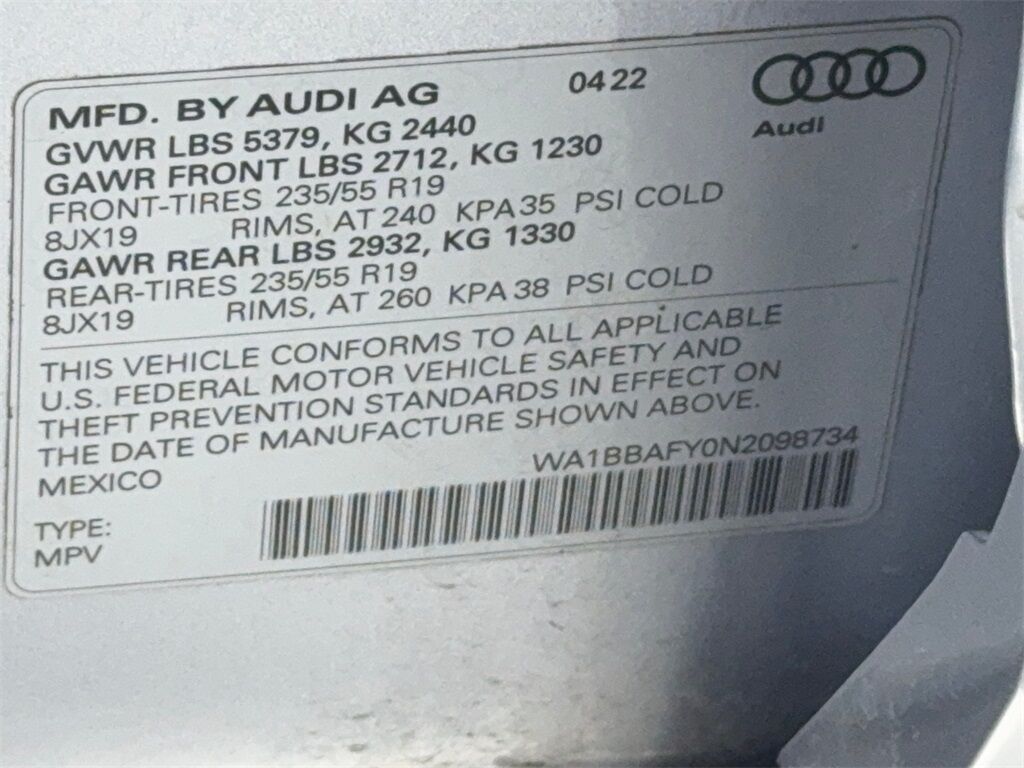 MFD. BY AUDI AG 0422
Audi
GVWR LBS 5379, KG 2440
GAWR FRONT LBS 2712, KG 1230
FRONT-TIRES 235/55 R19
8JX19 RIMS, AT 240 KPA 35 PSI COLD
GAWR REAR LBS 2932, KG 1330
REAR-TIRES 235/55 R19
8JX19 RIMS, AT 260 KPA 38 PSI COLD
THIS VEHICLE CONFORMS TO ALL APPLICABLE
U.S. FEDERAL MOTOR VEHICLE SAFETY AND
THEFT PREVENTION STANDARDS IN EFFECT ON
THE DATE OF MANUFACTURE SHOWN ABOVE.
MEXICO WA1BBAFY0N2098734
TYPE:
MPV